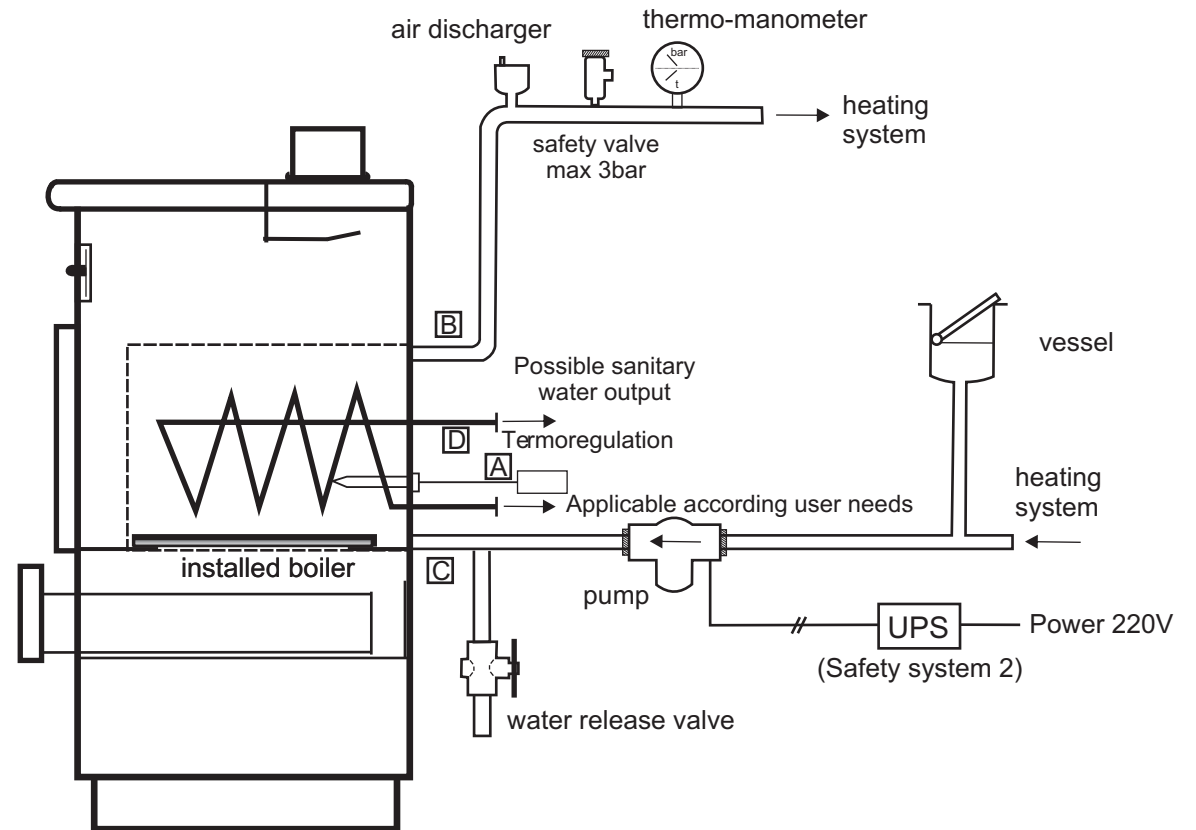 thermo-manometer
air discharger
bar
t
heating
system
safety valve
max 3bar
B
vessel
Possible sanitary
water output
D
Termoregulation
A
heating
system
Applicable according user needs
installed boiler
C
pump
UPS
Power 220V
(Safety system 2)
water release valve